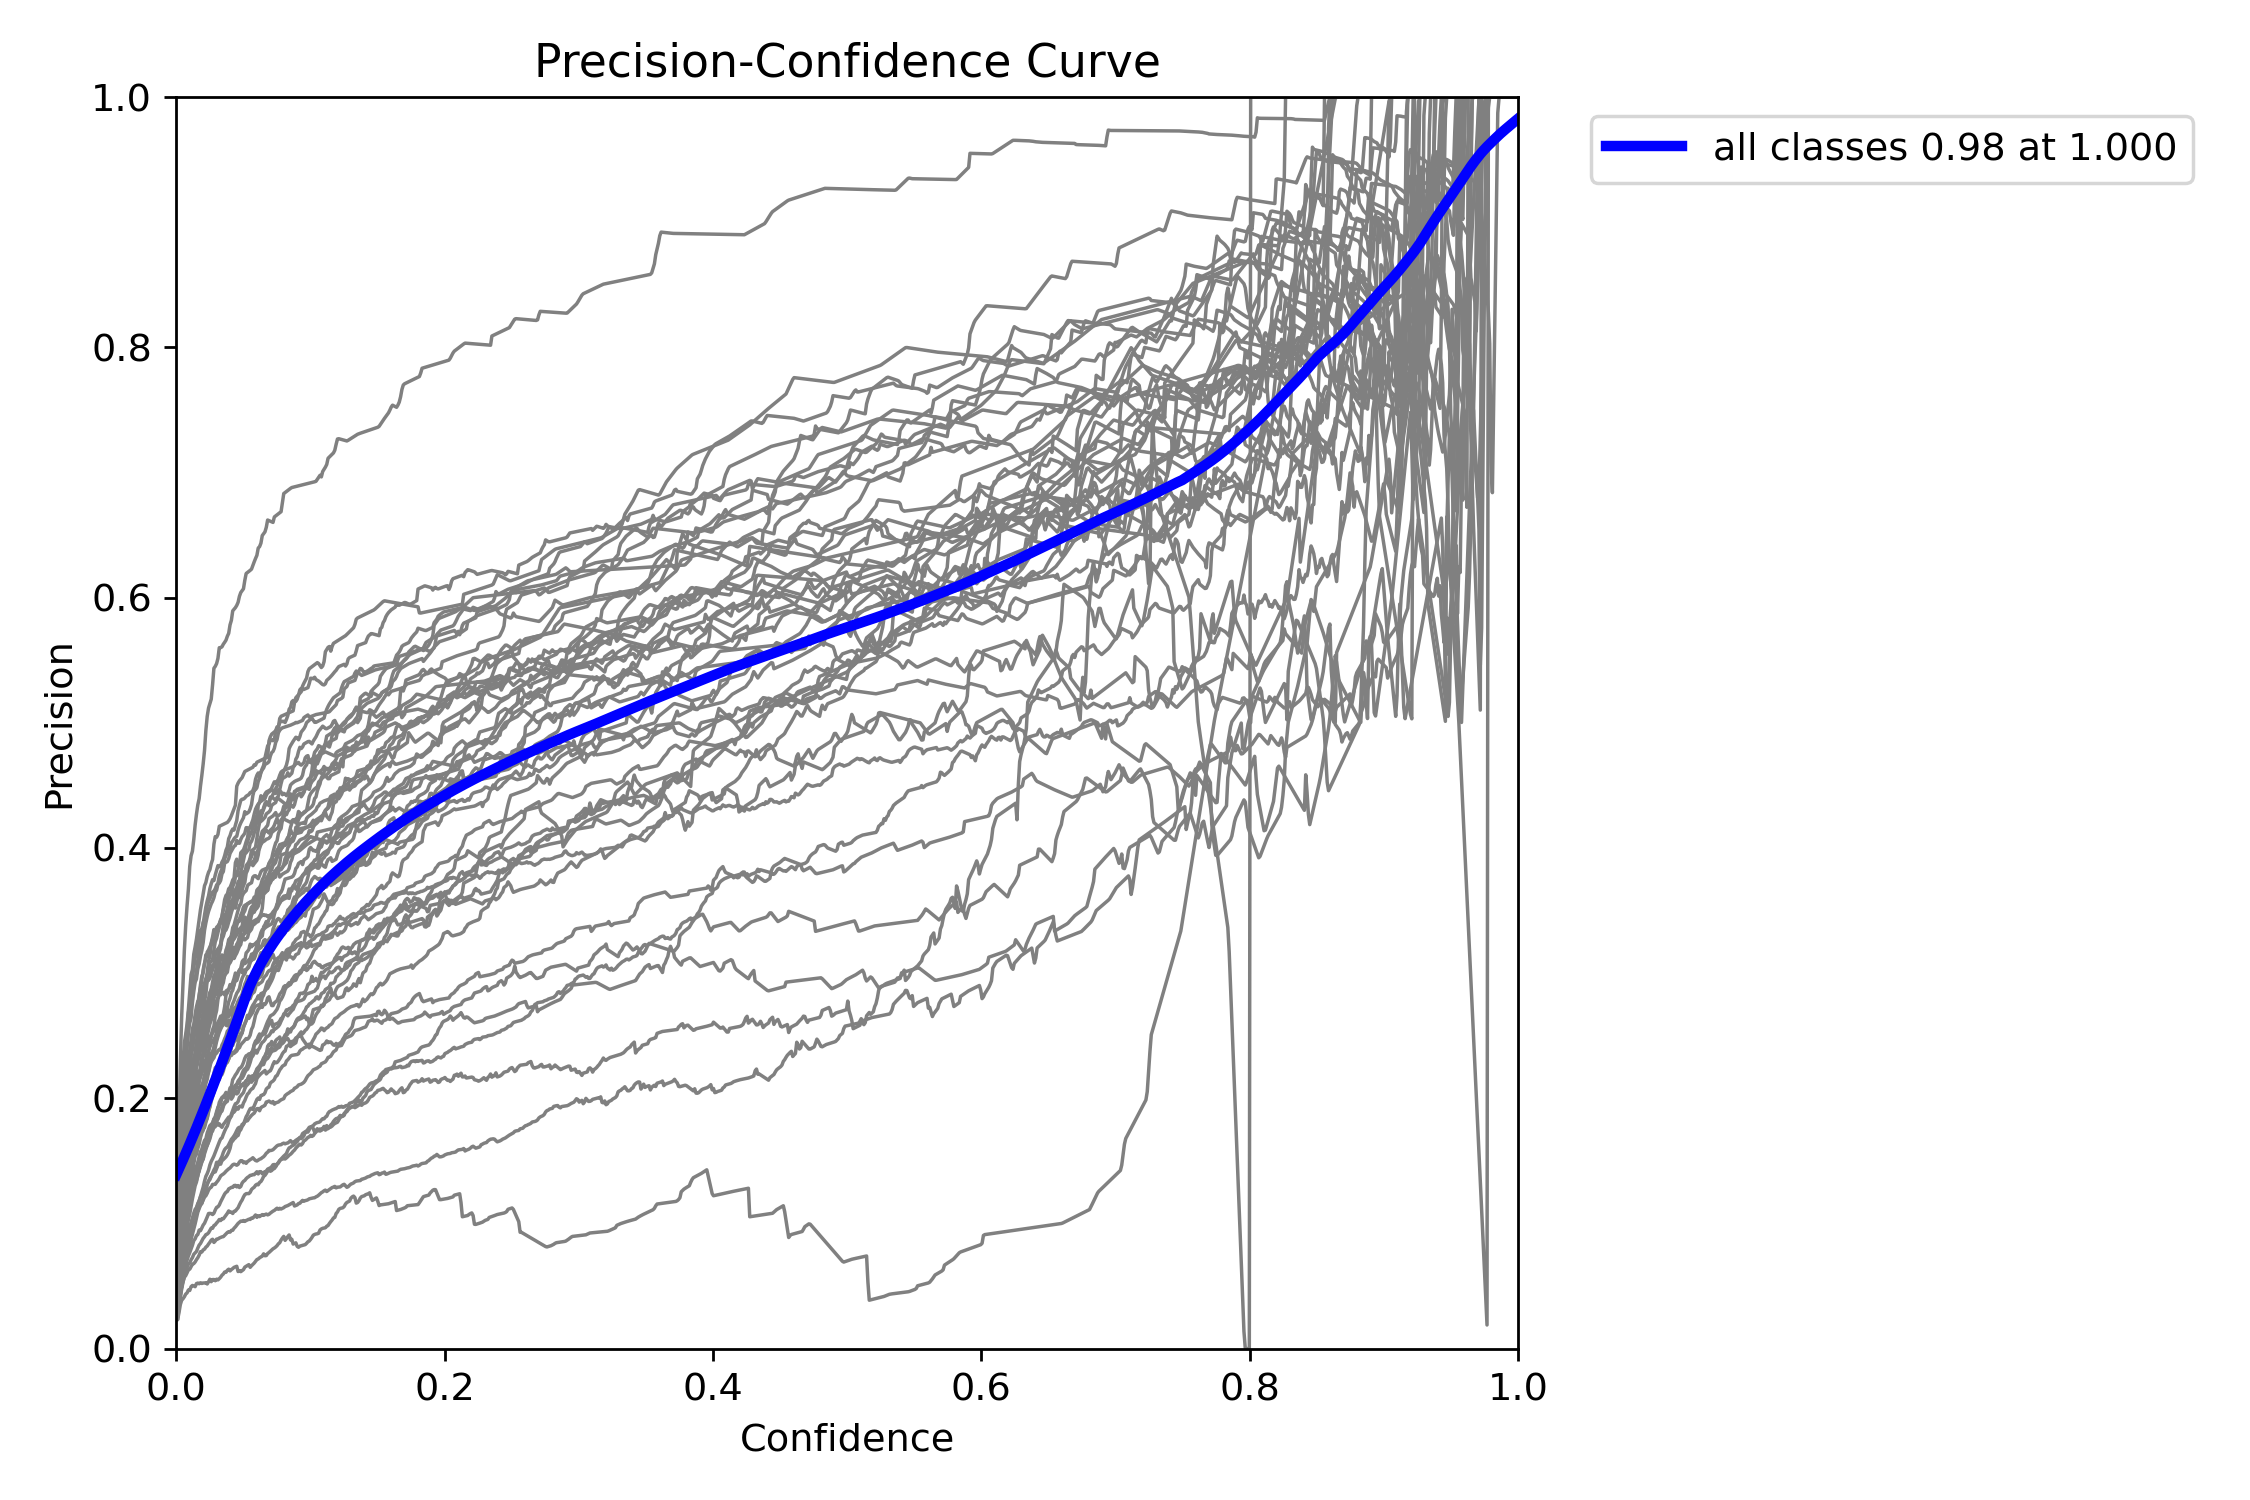 Precision-Confidence Curve
all classes 0.98 at 1.000
Precision
1.0
0.8
0.6
0.4
0.2
0.0
0.0 0.2 0.4 0.6 0.8 1.0
Confidence